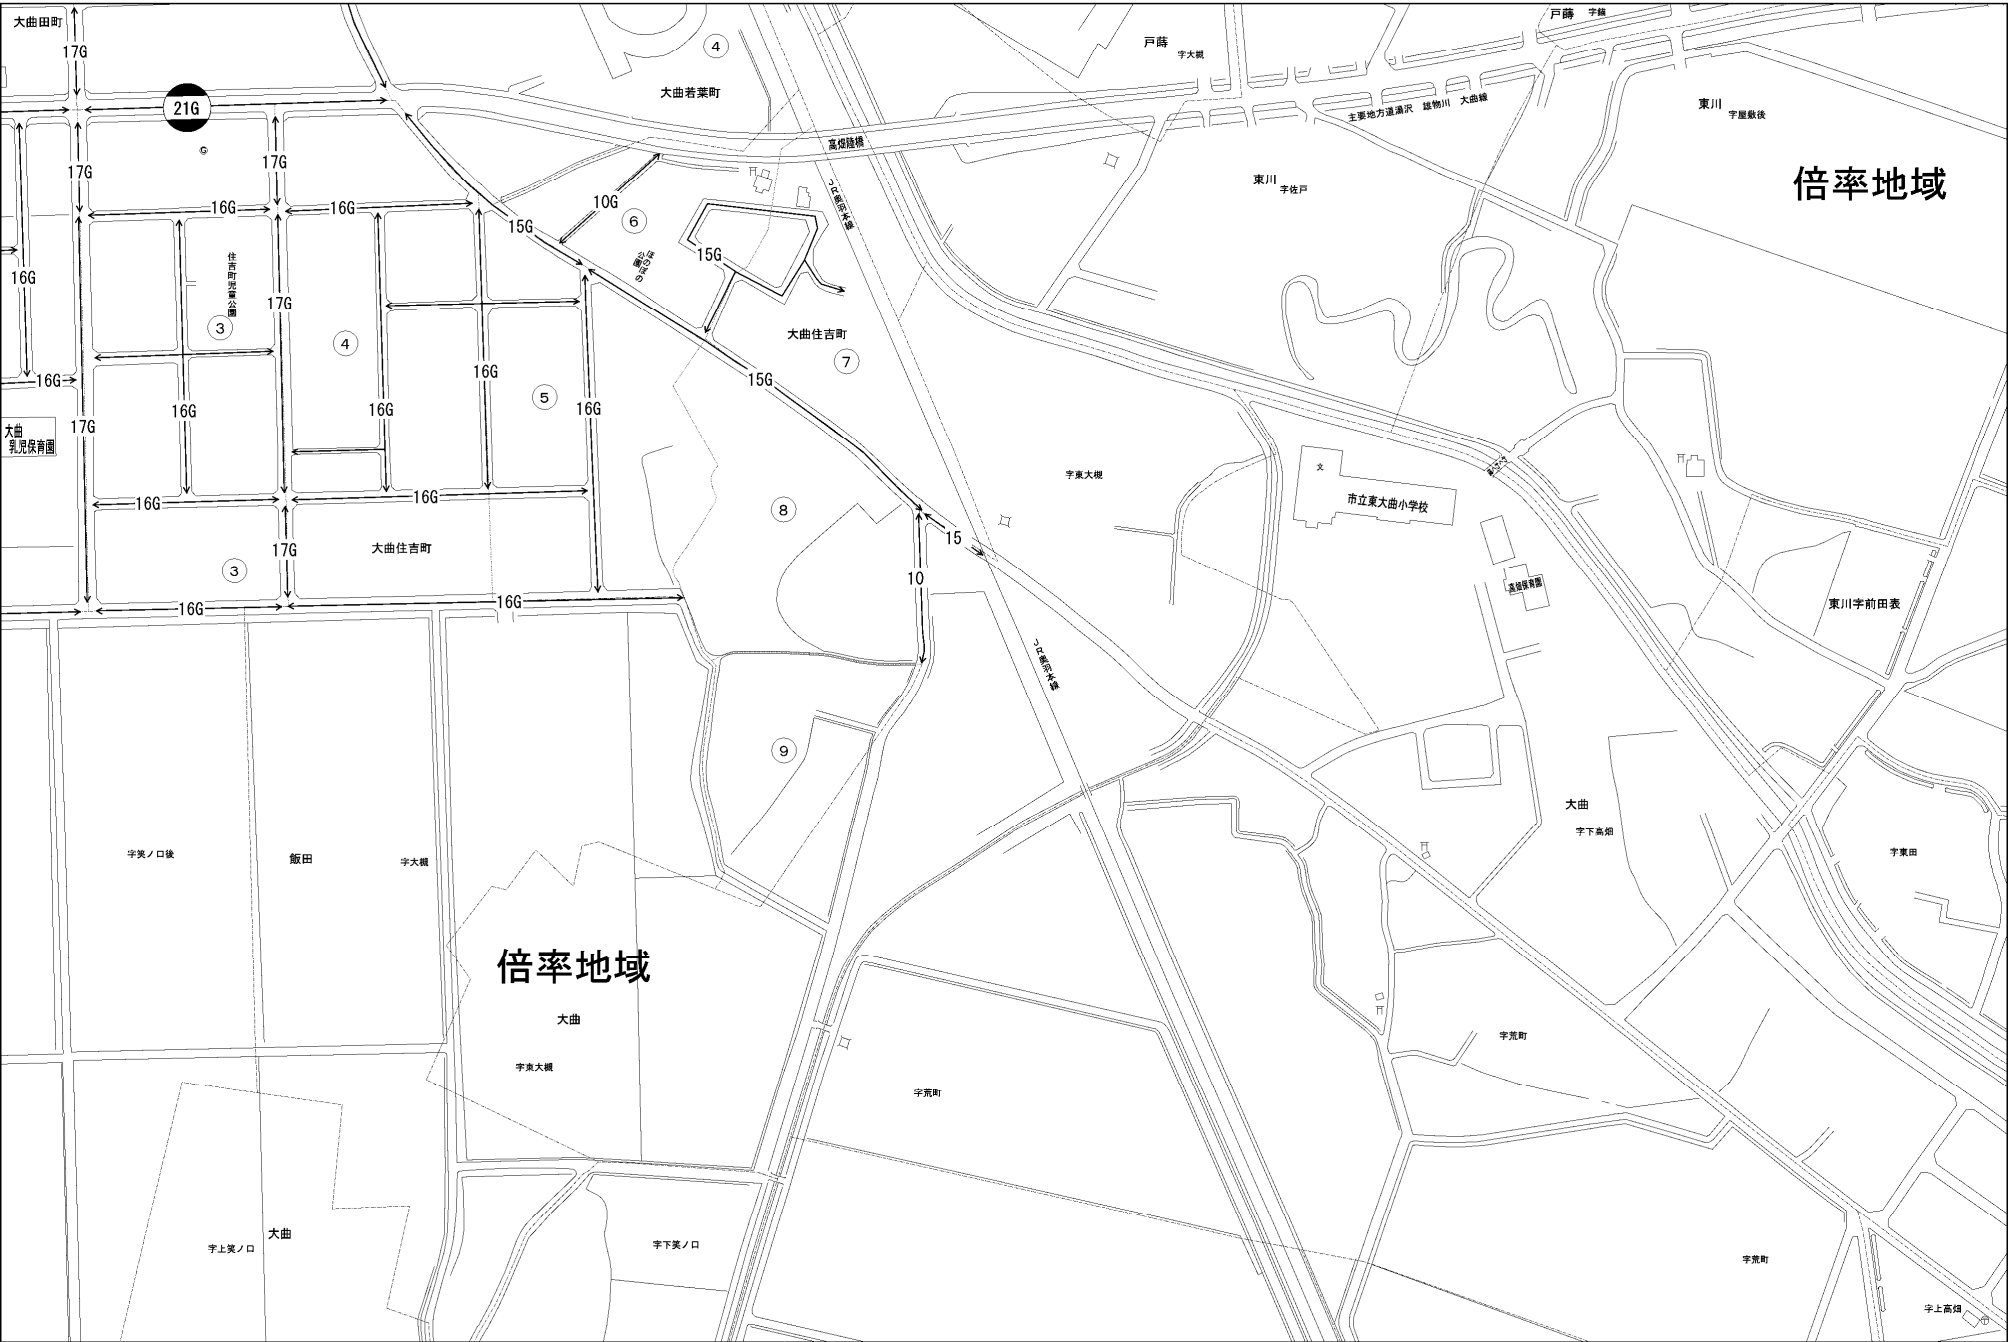 大曲田町
17G
21G
G
17G
17G
16G
16G
16G
住吉町児童公園
3
17G
4
16G
16G
16G
16G
5
16G
大曲
乳児保育園
17G
16G
16G
17G
大曲住吉町
3
16G
16G
4
大曲若葉町
高畑陸橋
JR奥羽本線
10G
6
15G
ほのぼの
公園
15G
大曲住吉町
7
15G
8
15
10
9
JR奥羽本線
戸蒔
字大槻
戸蒔
字錨
主要地方道湯沢 雄物川 大曲線
東川
字屋敷後
倍率地域
東川
字佐戸
字東大槻
文
市立東大曲小学校
高畑保育園
東川字前田表
大曲
字下高畑
字東田
字笑ノ口後
飯田
字大槻
倍率地域
大曲
字東大槻
字荒町
字荒町
大曲
字上笑ノ口
字下笑ノ口
字荒町
字上高畑